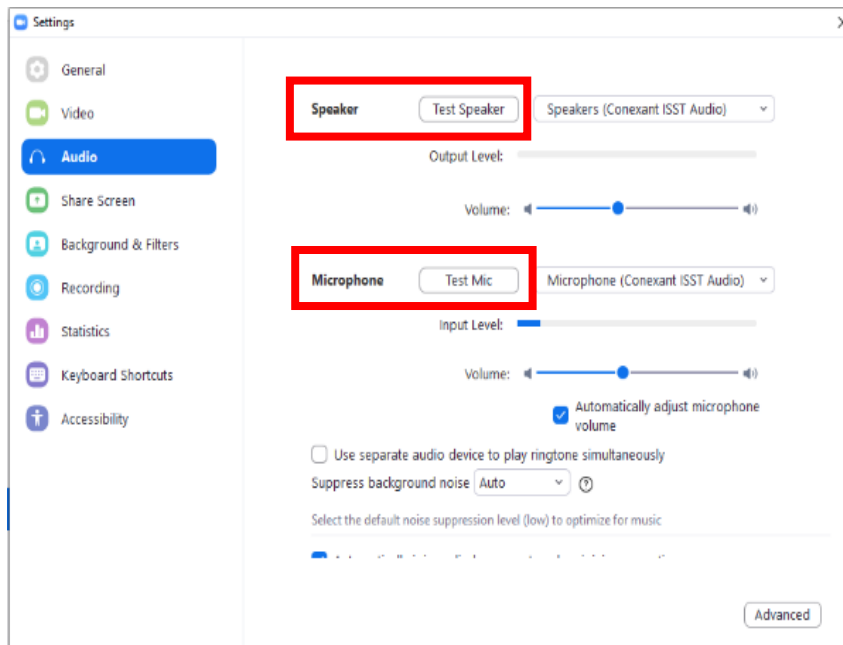 Settings
General
Video
Audio
Share Screen
Background & Filters
Recording
Statistics
Keyboard Shortcuts
Accessibility
Speaker Test Speaker Speakers (Conexant ISST Audio)
Output Level:
Volume:
Microphone Test Mic Microphone (Conexant ISST Audio)
Input Level:
Volume:
Automatically adjust microphone
volume
Use separate audio device to play ringtone simultaneously
Suppress background noise Auto
Select the default noise suppression level (low) to optimize for music
Advanced